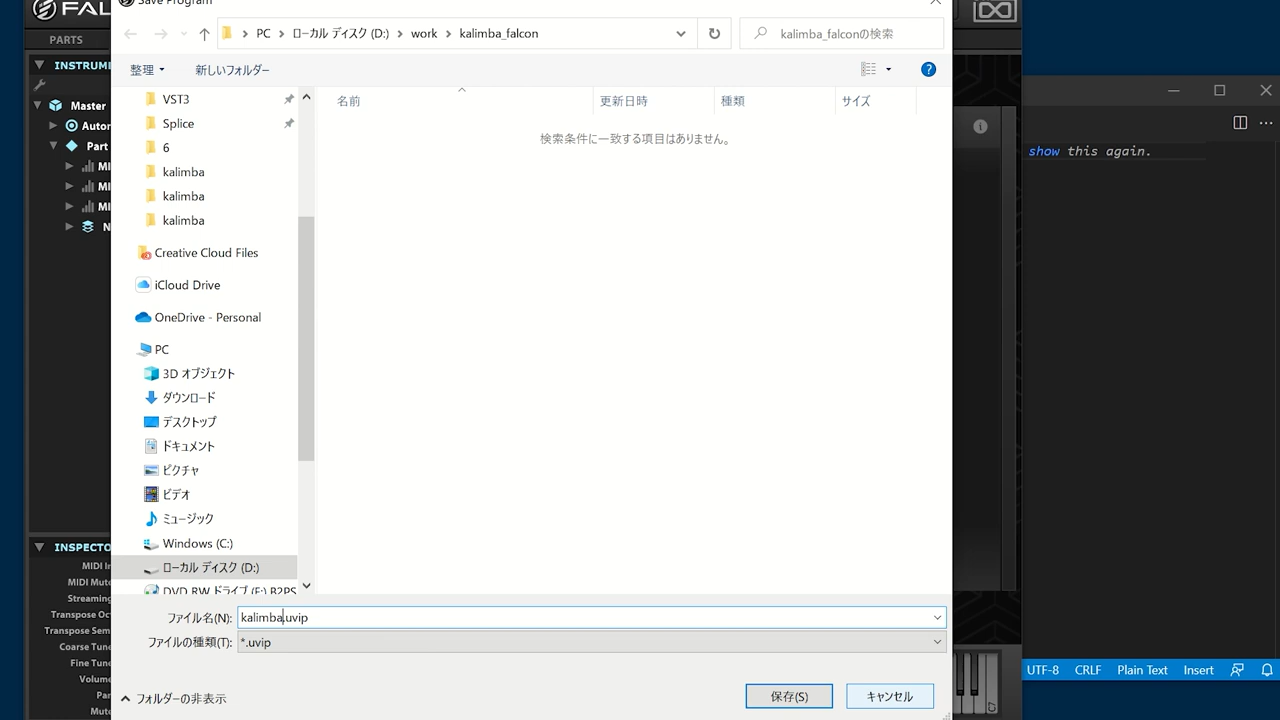 Save Program
PC
ローカル ディスク (D:)
work
kalimba_falcon
kalimba_falconの検索
整理
新しいフォルダー
VST3
Splice
6
kalimba
kalimba
kalimba
Creative Cloud Files
iCloud Drive
OneDrive - Personal
PC
3D オブジェクト
ダウンロード
デスクトップ
ドキュメント
ピクチャ
ビデオ
ミュージック
Windows (C:)
ローカル ディスク (D:)
DVD RW ドライブ (E:) B2PS
名前
更新日時
種類
サイズ
検索条件に一致する項目はありません。
ファイル名(N):
kalimba.uvip
ファイルの種類(T):
*.uvip
フォルダーの非表示
保存(S)
キャンセル
FAL
PARTS
INSTRUM
Master
Autor
Part
MI
MI
MI
N
INSPECTO
MIDI In
MIDI Mute
Streaming
Transpose Oct
Transpose Sem
Coarse Tune
Fine Tune
Volume
Pan
Mute
show this again.
UTF-8
CRLF
Plain Text
Insert